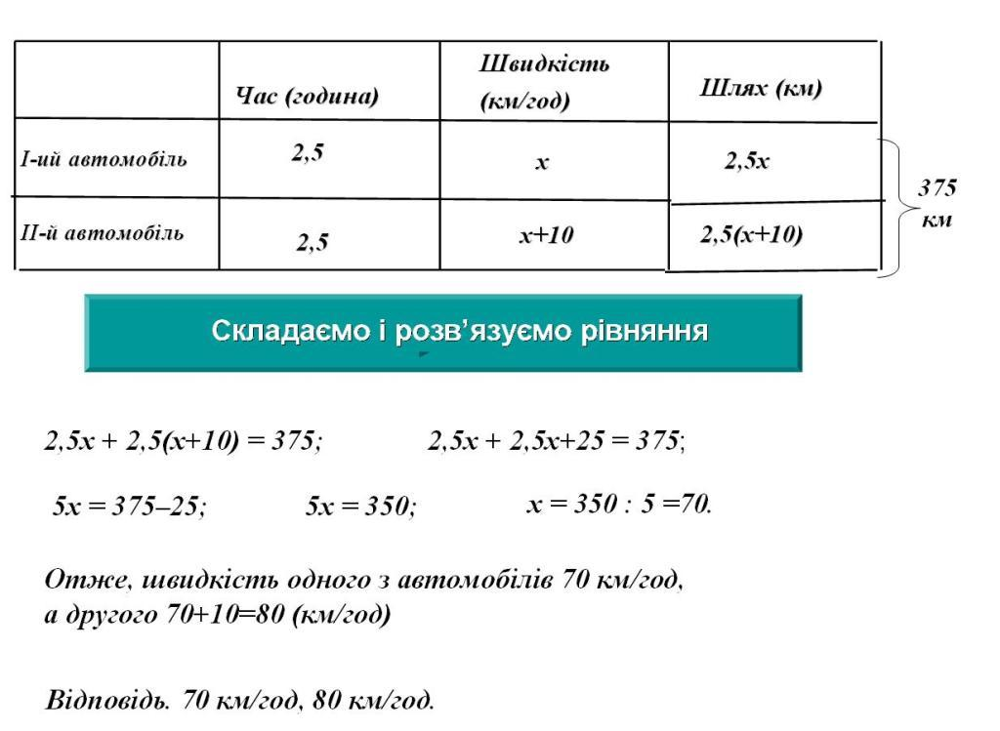 Час (година)
Швидкість
(км/год)
Шлях (км)
I-ий автомобіль
2,5
x
2,5x
II-й автомобіль
2,5
x+10
2,5(x+10)
375
км
Складаємо і розв’язуємо рівняння
2,5x + 2,5(x+10) = 375;
2,5x + 2,5x+25 = 375;
5x = 375–25;
5x = 350;
x = 350 : 5 =70.
Отже, швидкість одного з автомобілів 70 км/год,
а другого 70+10=80 (км/год)
Відповідь. 70 км/год, 80 км/год.